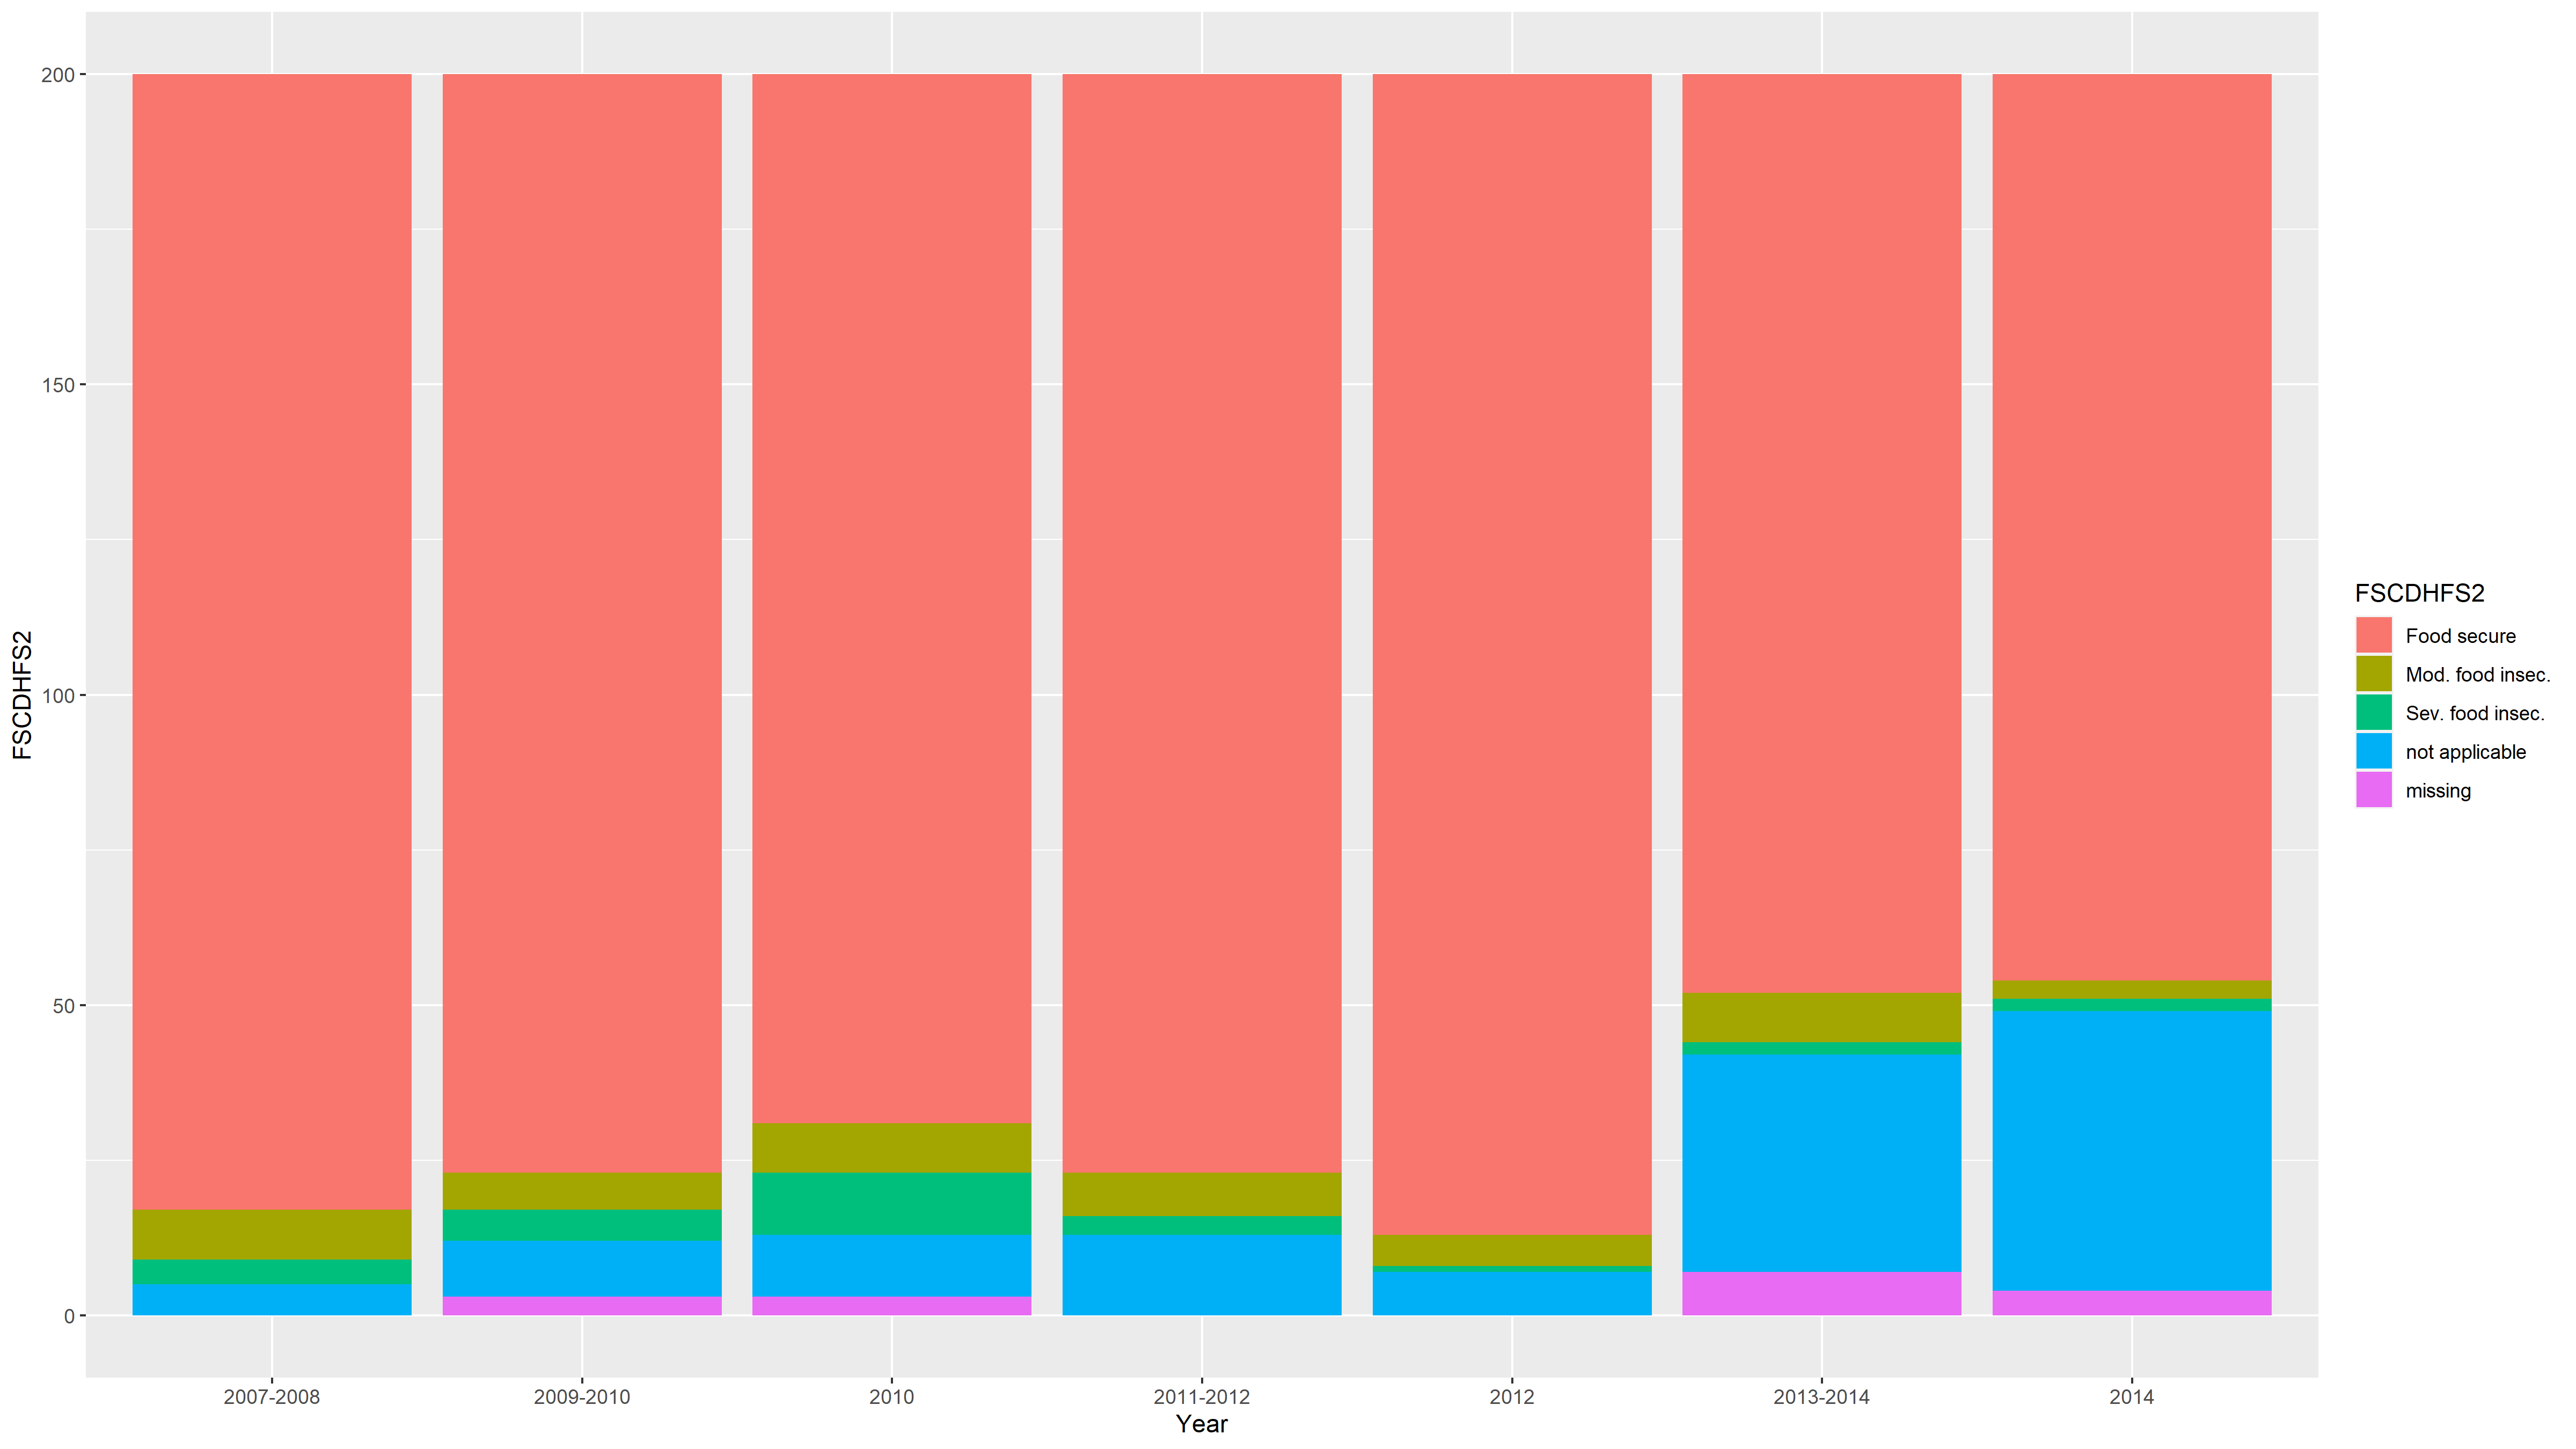 200
150
100
50
0
FSCDHFS2
2007-2008
2009-2010
2010
2011-2012
2012
2013-2014
2014
Year
FSCDHFS2
Food secure
Mod. food insec.
Sev. food insec.
not applicable
missing